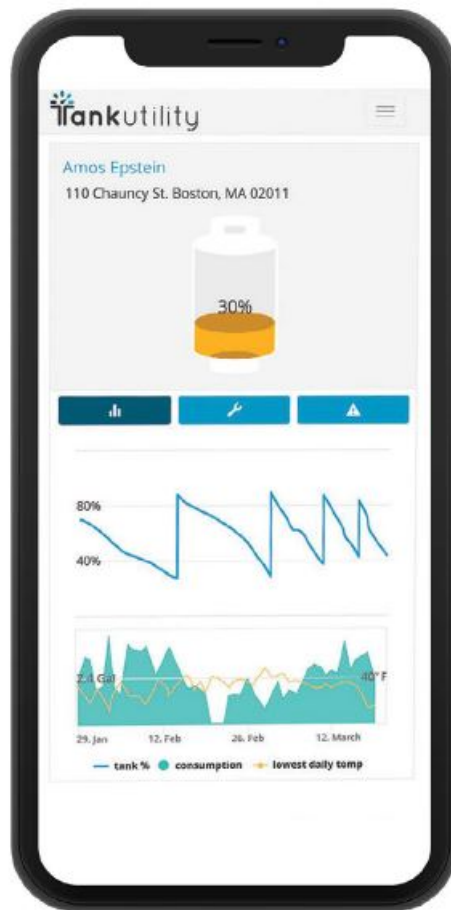 Tankutility
Amos Epstein
110 Chauncy St. Boston, MA 02011
30%
80%
40%
2.4 Gal 40° F
29. Jan 12. Feb 26. Feb 12. March
tank % consumption lowest daily temp